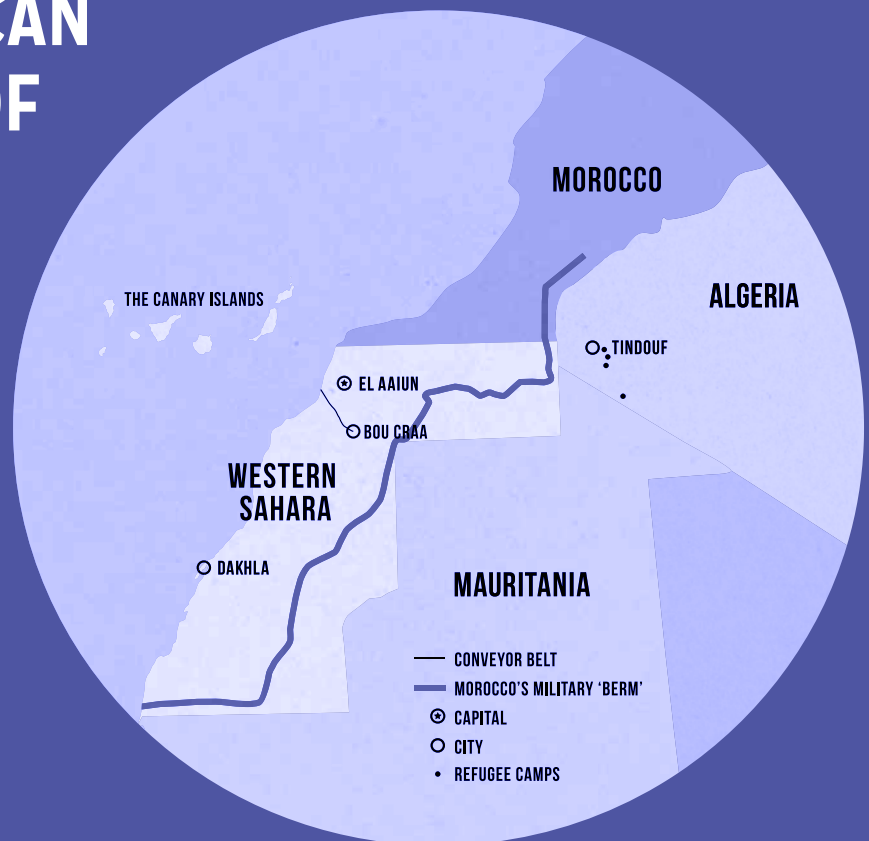 CAN
OF
MOROCCO
ALGERIA
THE CANARY ISLANDS
TINDOUF
EL AAIUN
BOU CRAA
WESTERN
SAHARA
DAKHLA
MAURITANIA
CONVEYOR BELT
MOROCCO'S MILITARY 'BERM'
CAPITAL
CITY
REFUGEE CAMPS